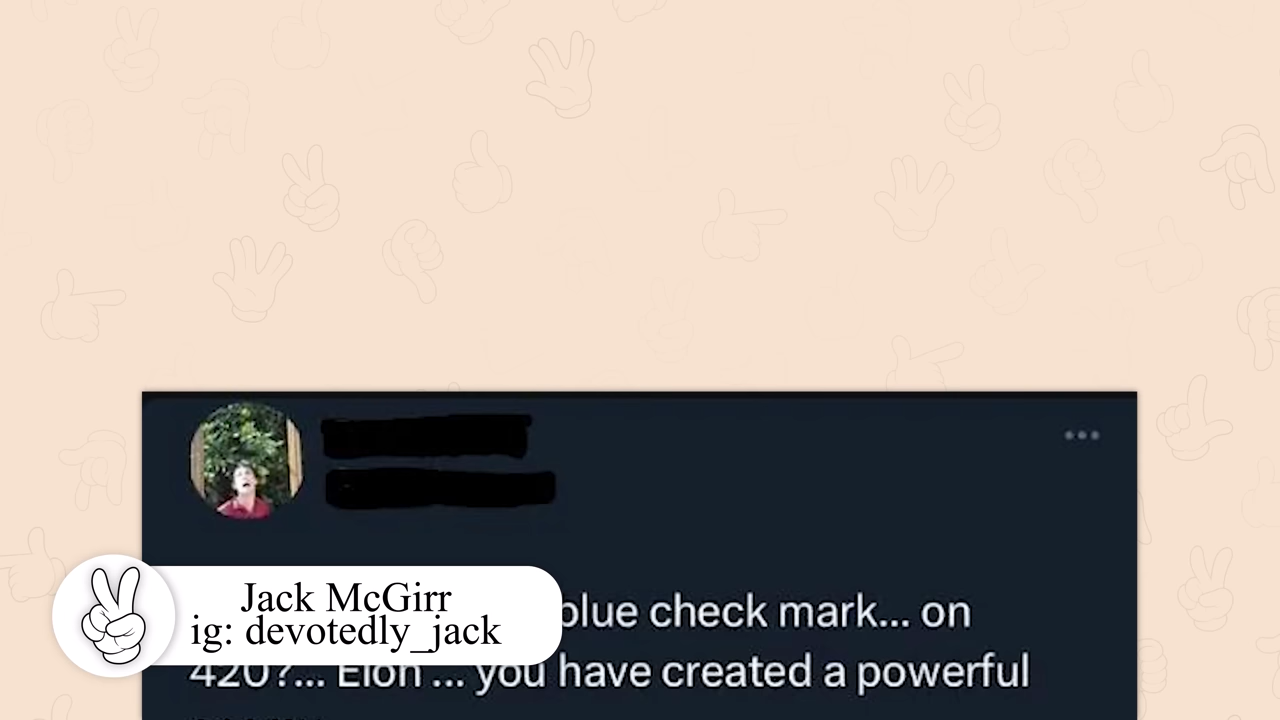 Jack McGirr
ig: devotedly_jack
blue check mark... on
420?... Elon ... you have created a powerful